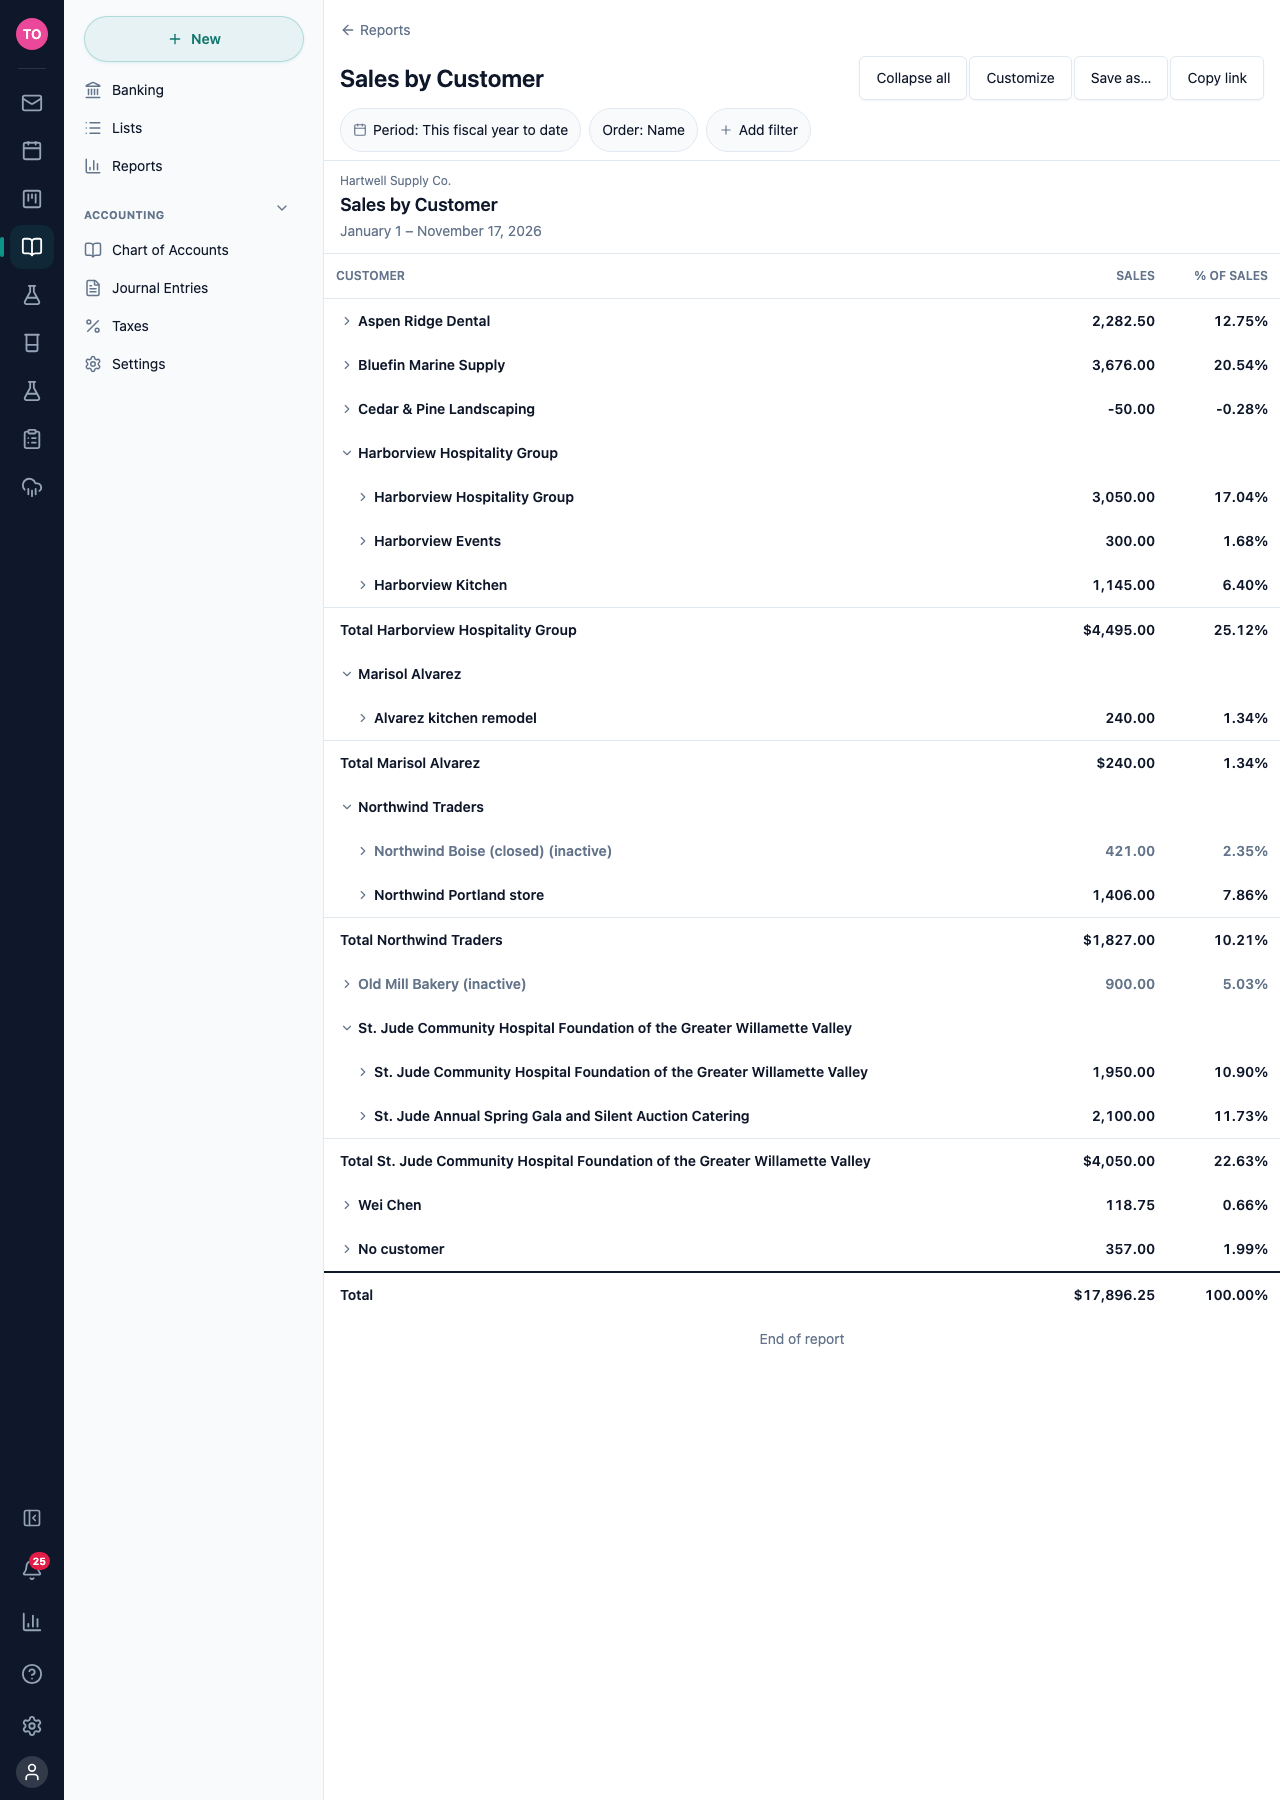 TO
+ New
Banking
Lists
Reports
ACCOUNTING
Chart of Accounts
Journal Entries
Taxes
Settings
25
Reports
Sales by Customer
Collapse all
Customize
Save as...
Copy link
Period: This fiscal year to date
Order: Name
+ Add filter
Hartwell Supply Co.
Sales by Customer
January 1 – November 17, 2026
CUSTOMER SALES % OF SALES
Aspen Ridge Dental 2,282.50 12.75%
Bluefin Marine Supply 3,676.00 20.54%
Cedar & Pine Landscaping -50.00 -0.28%
Harborview Hospitality Group
Harborview Hospitality Group 3,050.00 17.04%
Harborview Events 300.00 1.68%
Harborview Kitchen 1,145.00 6.40%
Total Harborview Hospitality Group $4,495.00 25.12%
Marisol Alvarez
Alvarez kitchen remodel 240.00 1.34%
Total Marisol Alvarez $240.00 1.34%
Northwind Traders
Northwind Boise (closed) (inactive) 421.00 2.35%
Northwind Portland store 1,406.00 7.86%
Total Northwind Traders $1,827.00 10.21%
Old Mill Bakery (inactive) 900.00 5.03%
St. Jude Community Hospital Foundation of the Greater Willamette Valley
St. Jude Community Hospital Foundation of the Greater Willamette Valley 1,950.00 10.90%
St. Jude Annual Spring Gala and Silent Auction Catering 2,100.00 11.73%
Total St. Jude Community Hospital Foundation of the Greater Willamette Valley $4,050.00 22.63%
Wei Chen 118.75 0.66%
No customer 357.00 1.99%
Total $17,896.25 100.00%
End of report